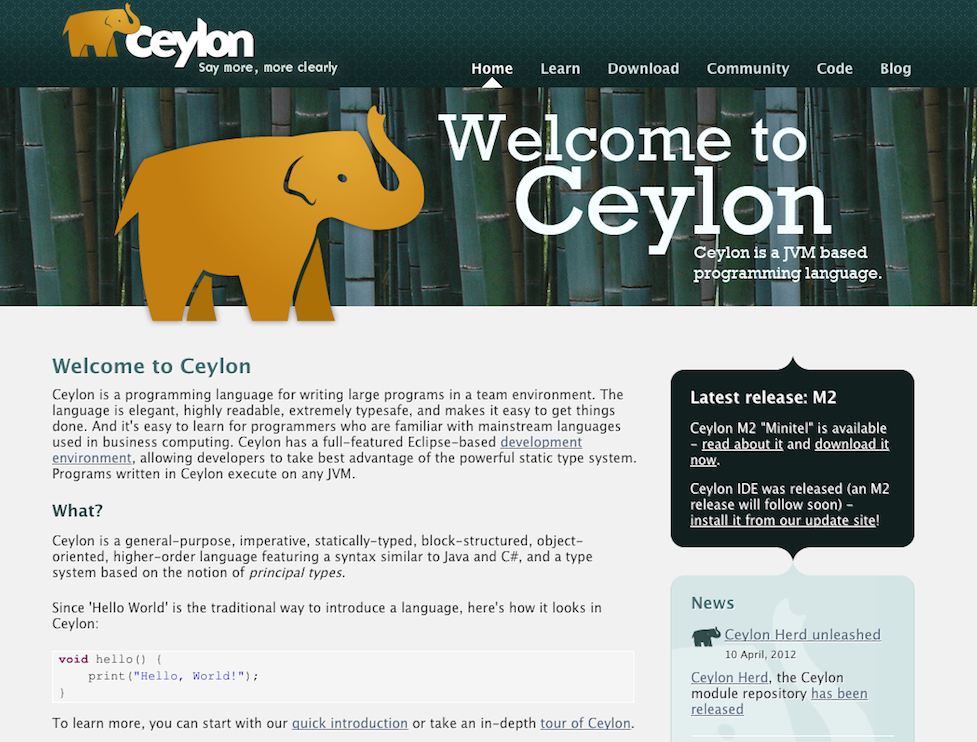 Ceylon
Say more, more clearly
Home Learn Download Community Code Blog
Welcome to
Ceylon
Ceylon is a JVM based
programming language.
Welcome to Ceylon
Ceylon is a programming language for writing large programs in a team environment. The
language is elegant, highly readable, extremely typesafe, and makes it easy to get things
done. And it's easy to learn for programmers who are familiar with mainstream languages
used in business computing. Ceylon has a full-featured Eclipse-based development
environment, allowing developers to take best advantage of the powerful static type system.
Programs written in Ceylon execute on any JVM.
What?
Ceylon is a general-purpose, imperative, statically-typed, block-structured, object-
oriented, higher-order language featuring a syntax similar to Java and C#, and a type
system based on the notion of principal types.
Since 'Hello World' is the traditional way to introduce a language, here's how it looks in
Ceylon:
void hello() {
    print("Hello, World!");
}
To learn more, you can start with our quick introduction or take an in-depth tour of Ceylon.
Latest release: M2
Ceylon M2 "Minitel" is available
– read about it and download it
now.
Ceylon IDE was released (an M2
release will follow soon) –
install it from our update site!
News
Ceylon Herd unleashed
10 April, 2012
Ceylon Herd, the Ceylon
module repository has been
released